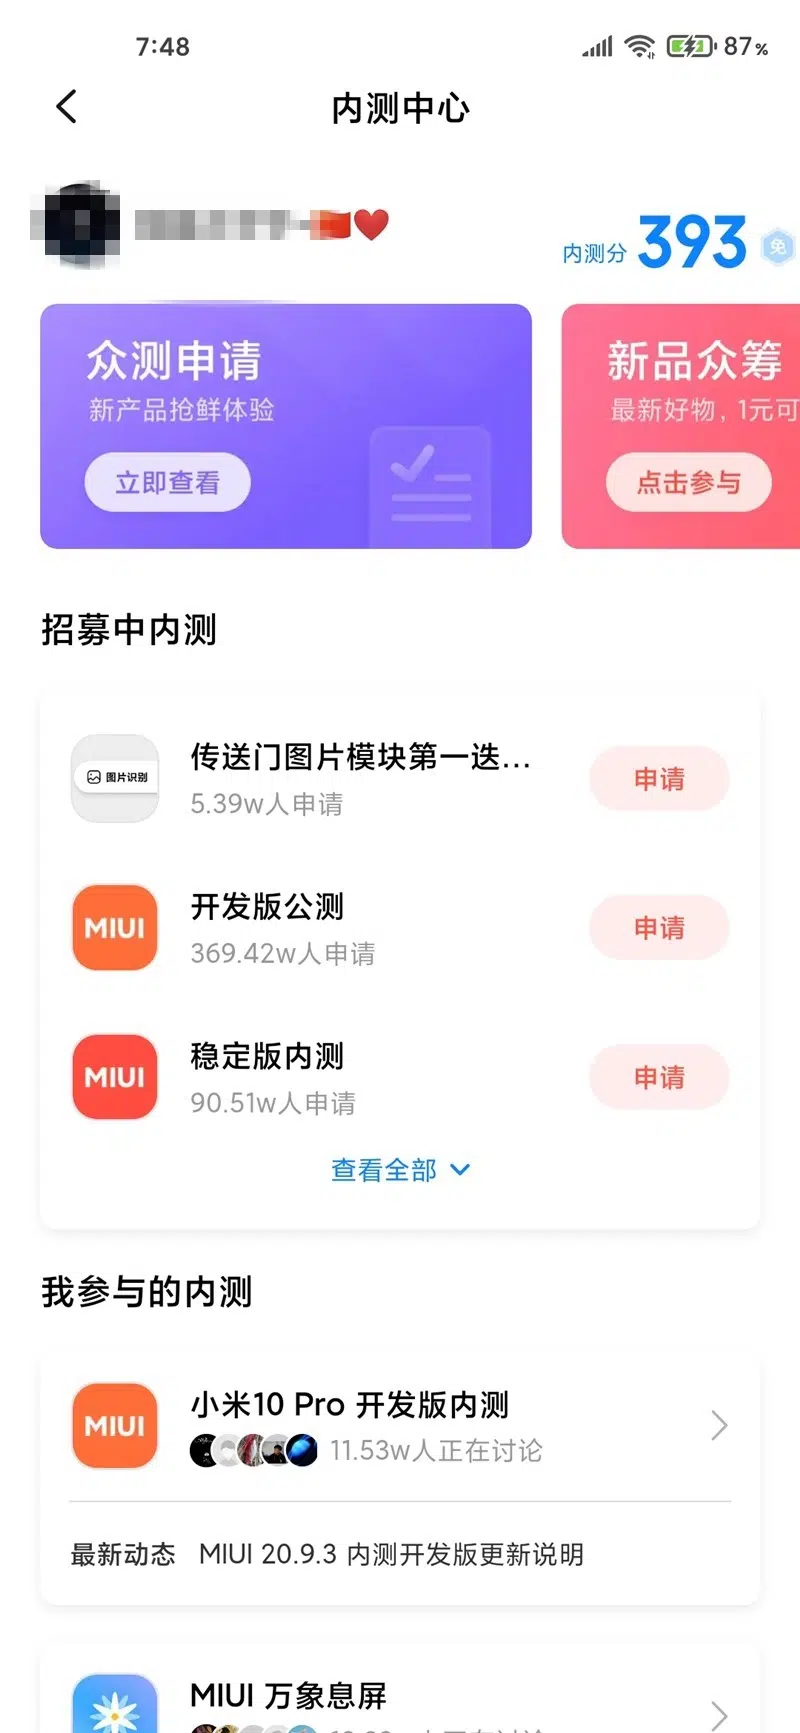 7:48
87%
内测中心
内测分 393 免
众测申请
新产品抢鲜体验
立即查看
新品众筹
最新好物，1元可
点击参与
招募中内测
图片识别
传送门图片模块第一迭...
5.39w人申请
申请
MIUI
开发版公测
369.42w人申请
申请
MIUI
稳定版内测
90.51w人申请
申请
查看全部
我参与的内测
MIUI
小米10 Pro 开发版内测
11.53w人正在讨论
最新动态 MIUI 20.9.3 内测开发版更新说明
MIUI 万象息屏